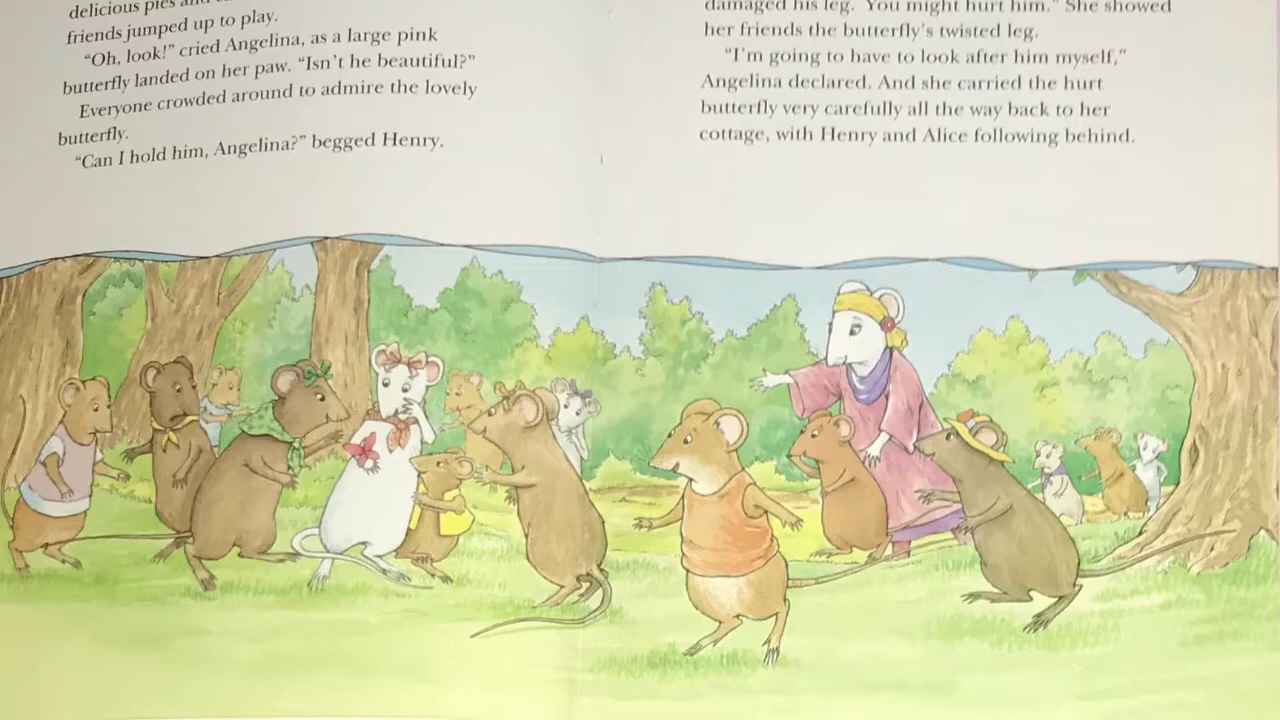 delicious pies and
friends jumped up to play.
“Oh, look!” cried Angelina, as a large pink
butterfly landed on her paw. “Isn’t he beautiful?”
Everyone crowded around to admire the lovely
butterfly.
“Can I hold him, Angelina?” begged Henry.
damaged his leg. You might hurt him.” She showed
her friends the butterfly’s twisted leg.
“I’m going to have to look after him myself,”
Angelina declared. And she carried the hurt
butterfly very carefully all the way back to her
cottage, with Henry and Alice following behind.